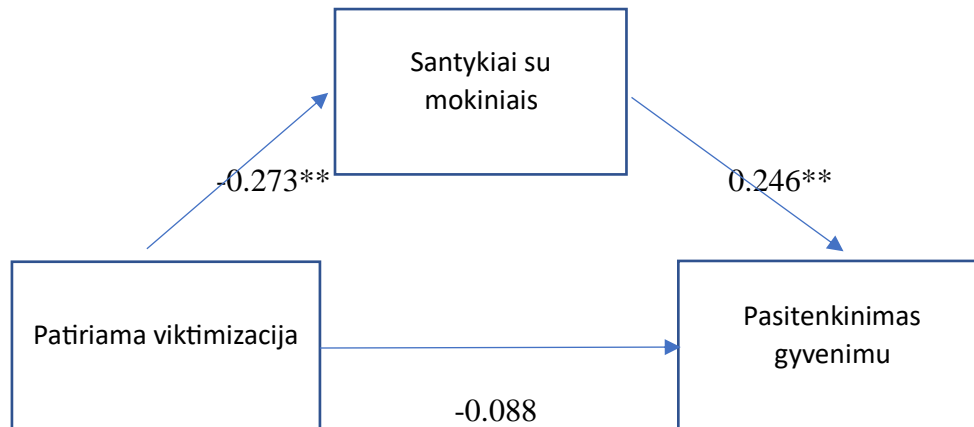 Santykiai su
mokiniais
-0.273**
0.246**
Patiriama viktimizacija
Pasitenkinimas
gyvenimu
-0.088